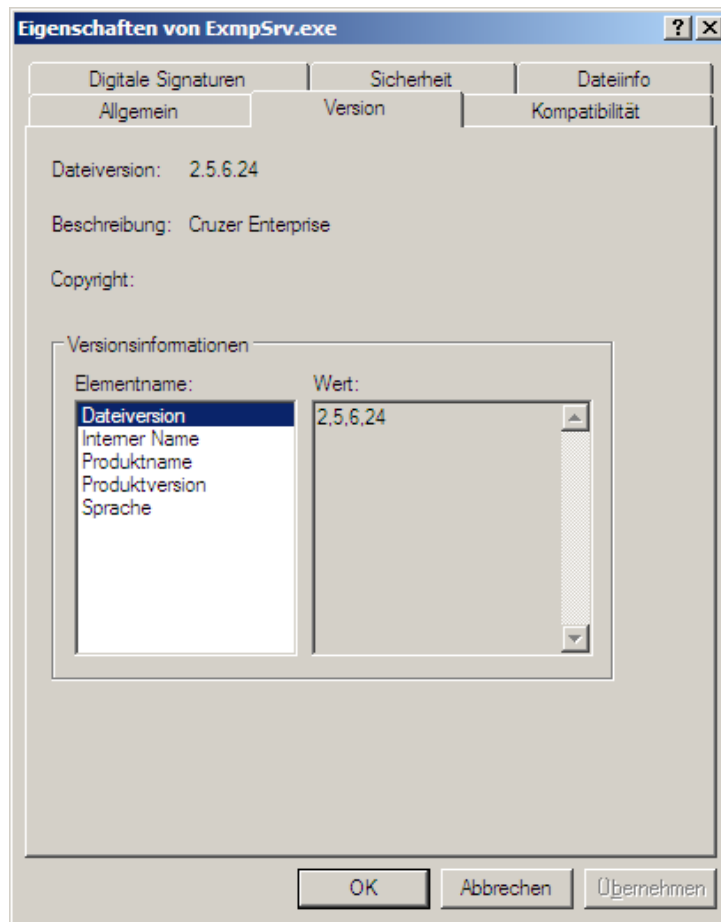 Eigenschaften von ExmpSrv.exe
Digitale Signaturen Sicherheit Dateiinfo
Allgemein Version Kompatibilität
Dateiversion: 2.5.6.24
Beschreibung: Cruzer Enterprise
Copyright:
Versionsinformationen
Elementname: Wert:
Dateiversion 2,5,6,24
Interner Name
Produktname
Produktversion
Sprache
OK Abbrechen Übernehmen